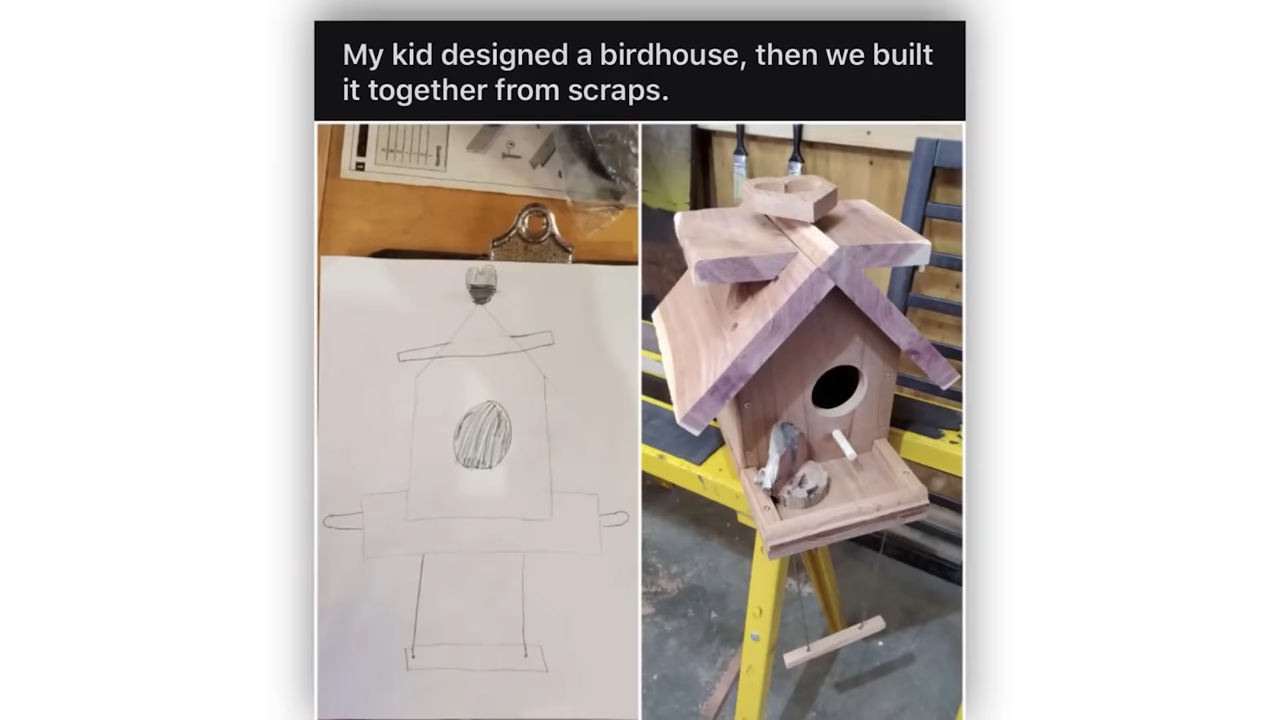 My kid designed a birdhouse, then we built
it together from scraps.